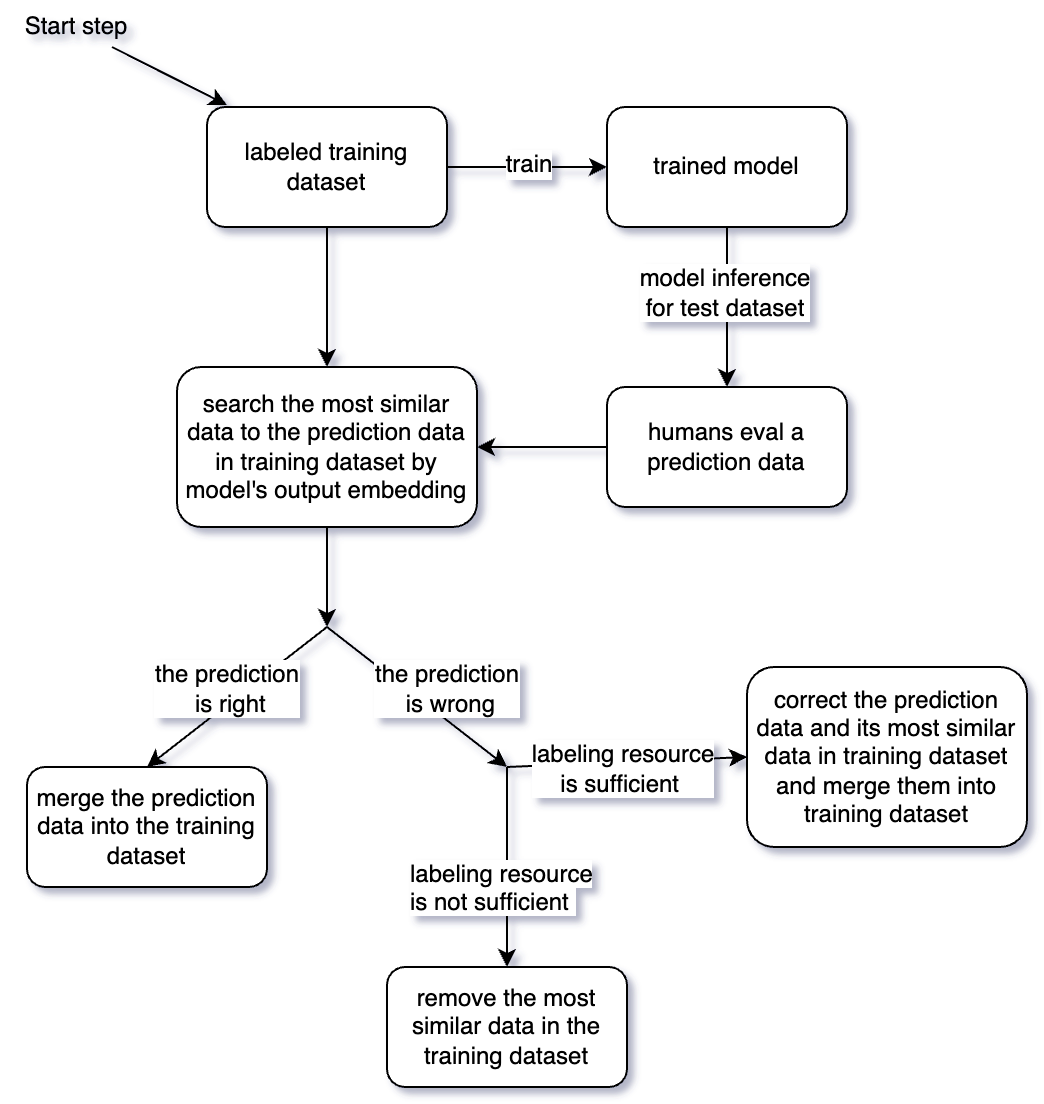 Start step
labeled training
dataset
train
trained model
model inference
for test dataset
search the most similar
data to the prediction data
in training dataset by
model's output embedding
humans eval a
prediction data
the prediction
is right
the prediction
is wrong
labeling resource
is sufficient
correct the prediction
data and its most similar
data in training dataset
and merge them into
training dataset
merge the prediction
data into the training
dataset
labeling resource
is not sufficient
remove the most
similar data in the
training dataset